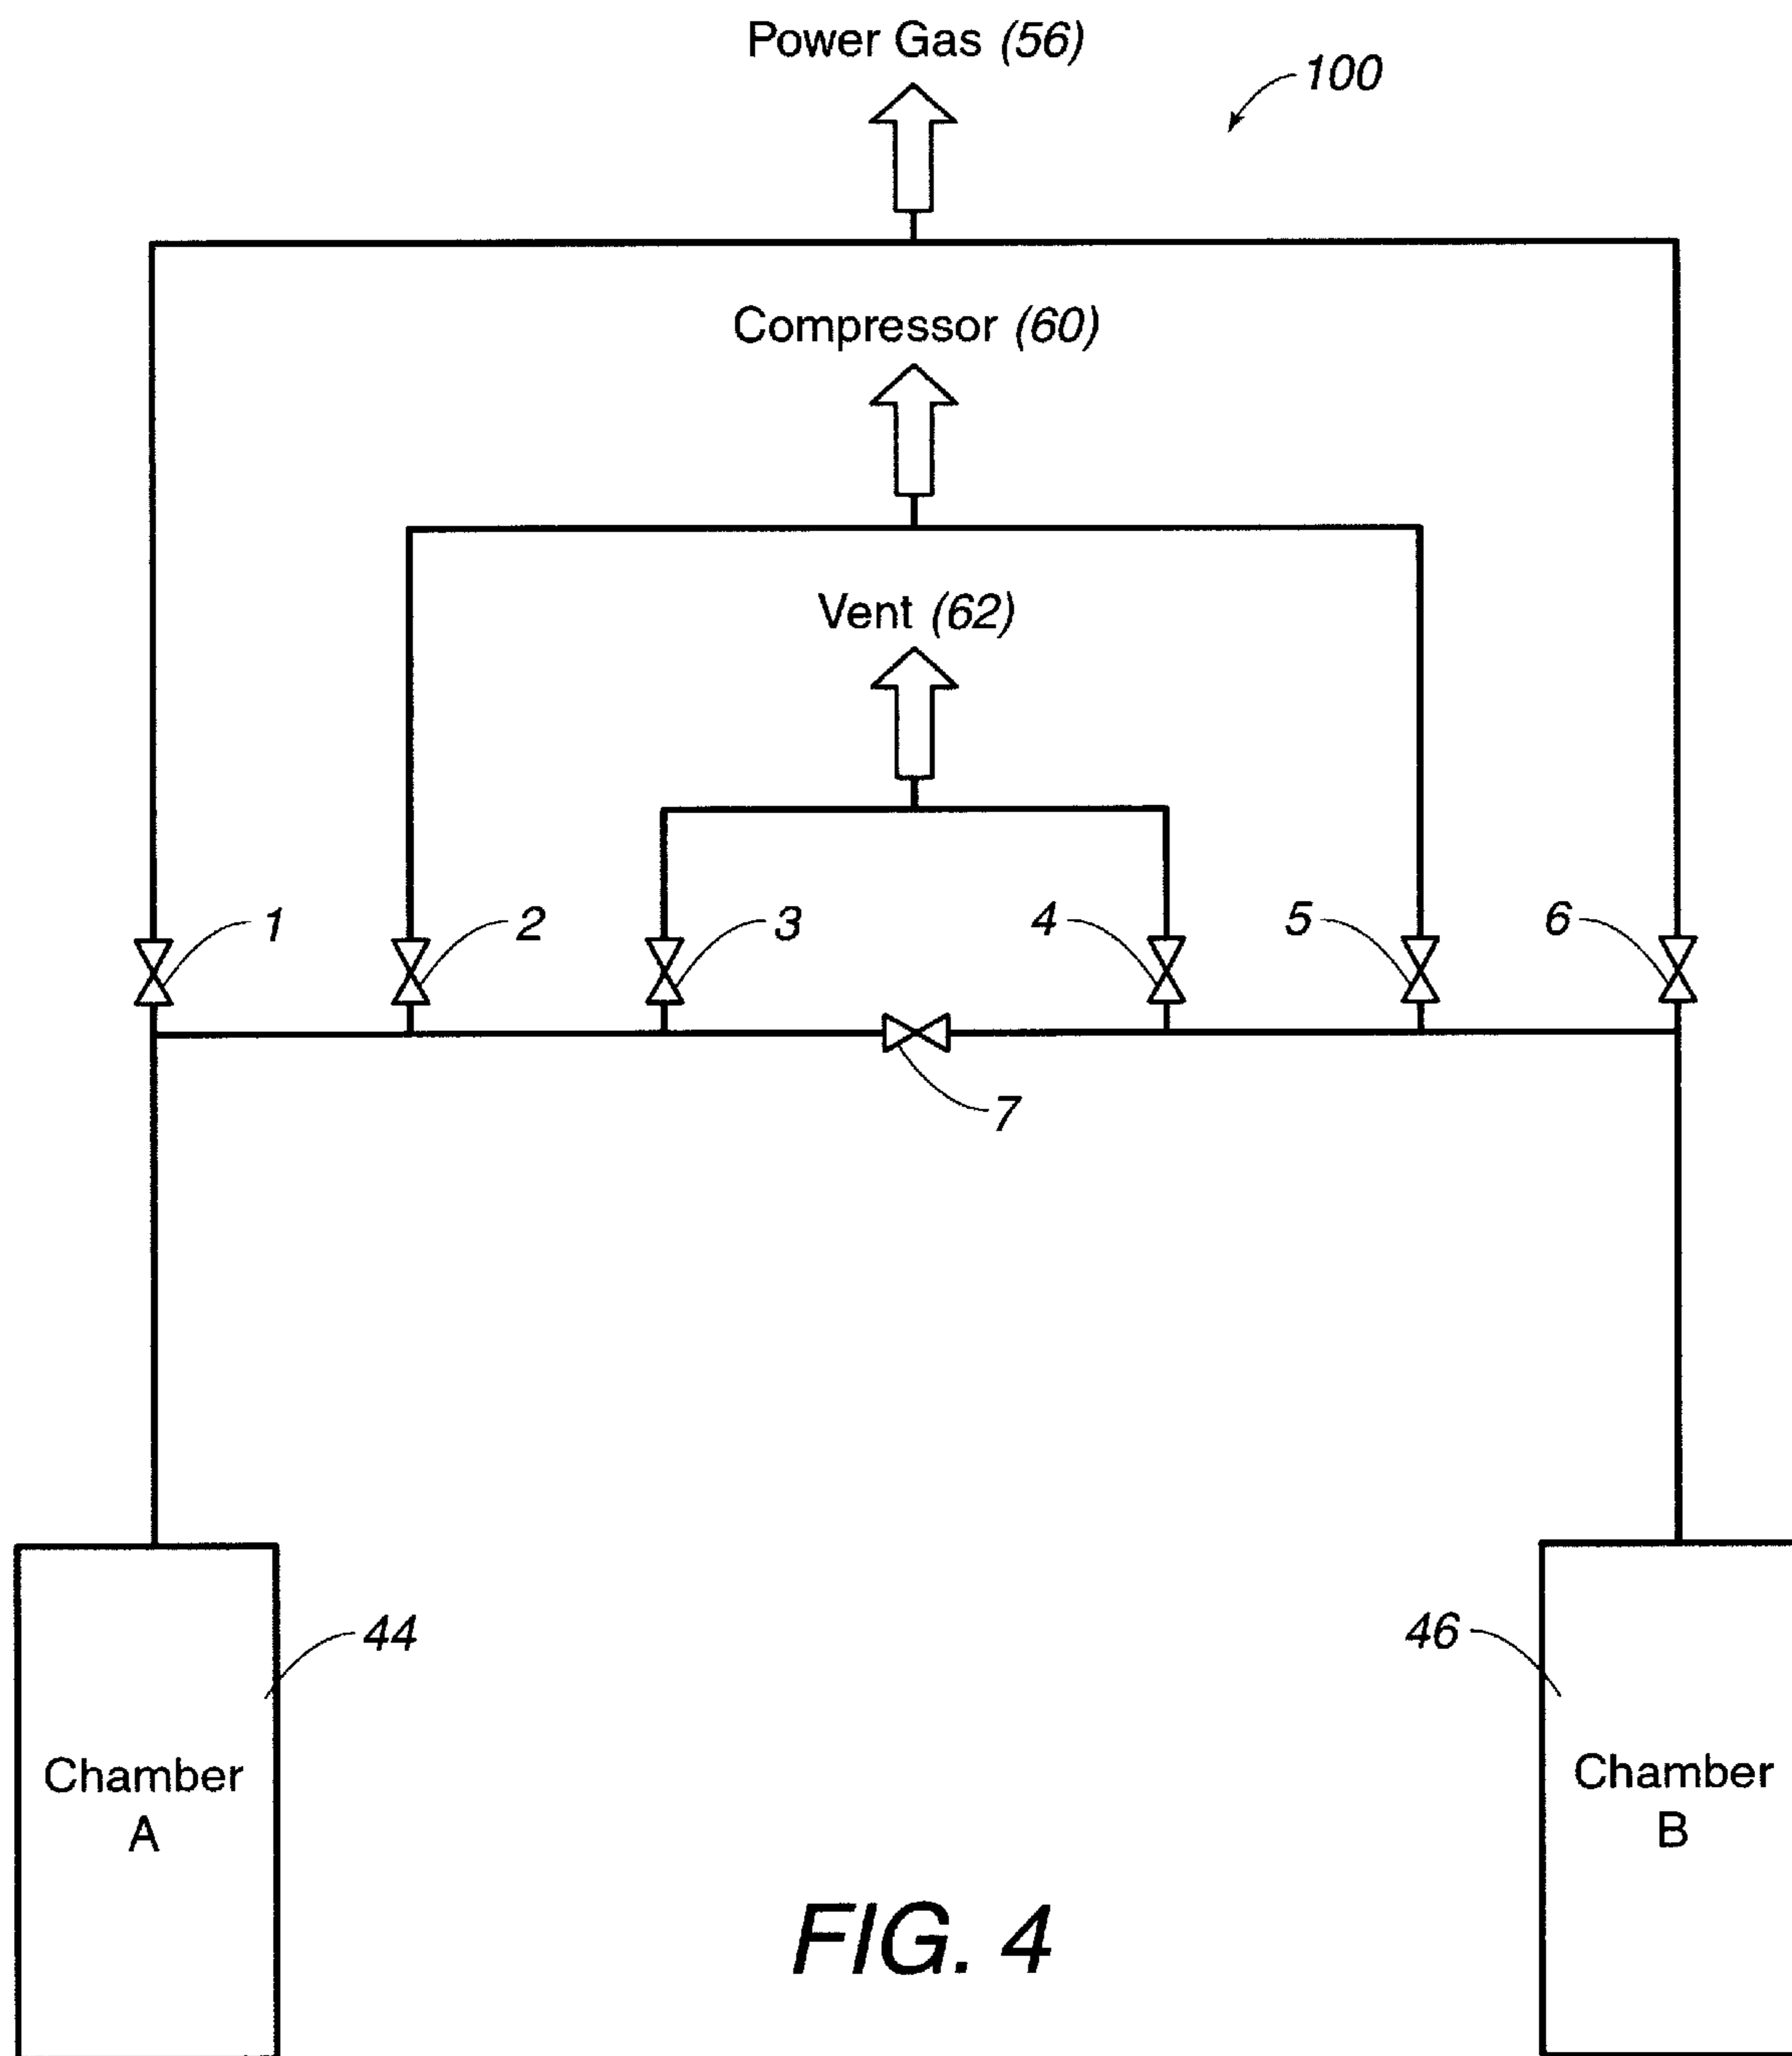 Power Gas (56)
100
Compressor (60)
Vent (62)
1
2
3
4
5
6
7
44
46
Chamber
A
Chamber
B
FIG. 4